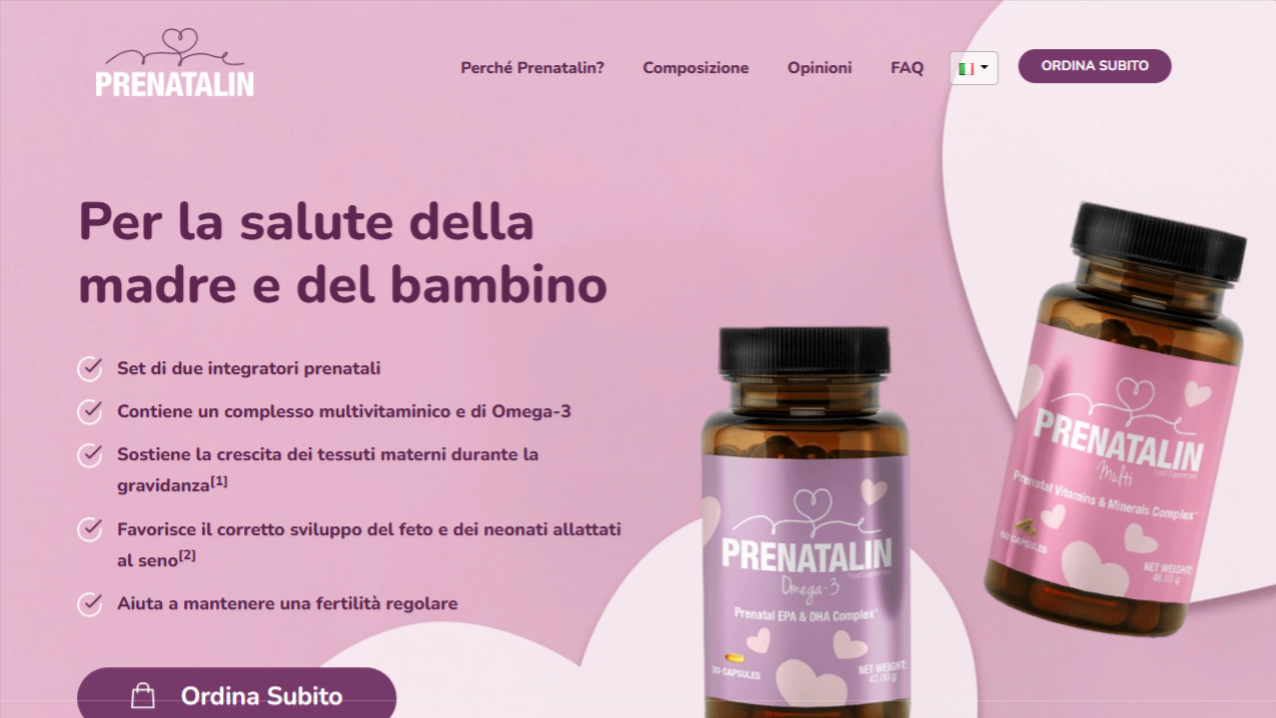 PRENATALIN
Perché Prenatalin?
Composizione
Opinioni
FAQ
ORDINA SUBITO
Per la salute della
madre e del bambino
Set di due integratori prenatali
Contiene un complesso multivitaminico e di Omega-3
Sostiene la crescita dei tessuti materni durante la
gravidanza[1]
Favorisce il corretto sviluppo del feto e dei neonati allattati
al seno[2]
Aiuta a mantenere una fertilità regolare
Ordina Subito
PRENATALIN
Omega-3
Food Supplement
Prenatal EPA & DHA Complex
30 CAPSULES
NET WEIGHT:
42.00 g
PRENATALIN
Multi
Food Supplement
Prenatal Vitamins & Minerals Complex
60 CAPSULES
NET WEIGHT: